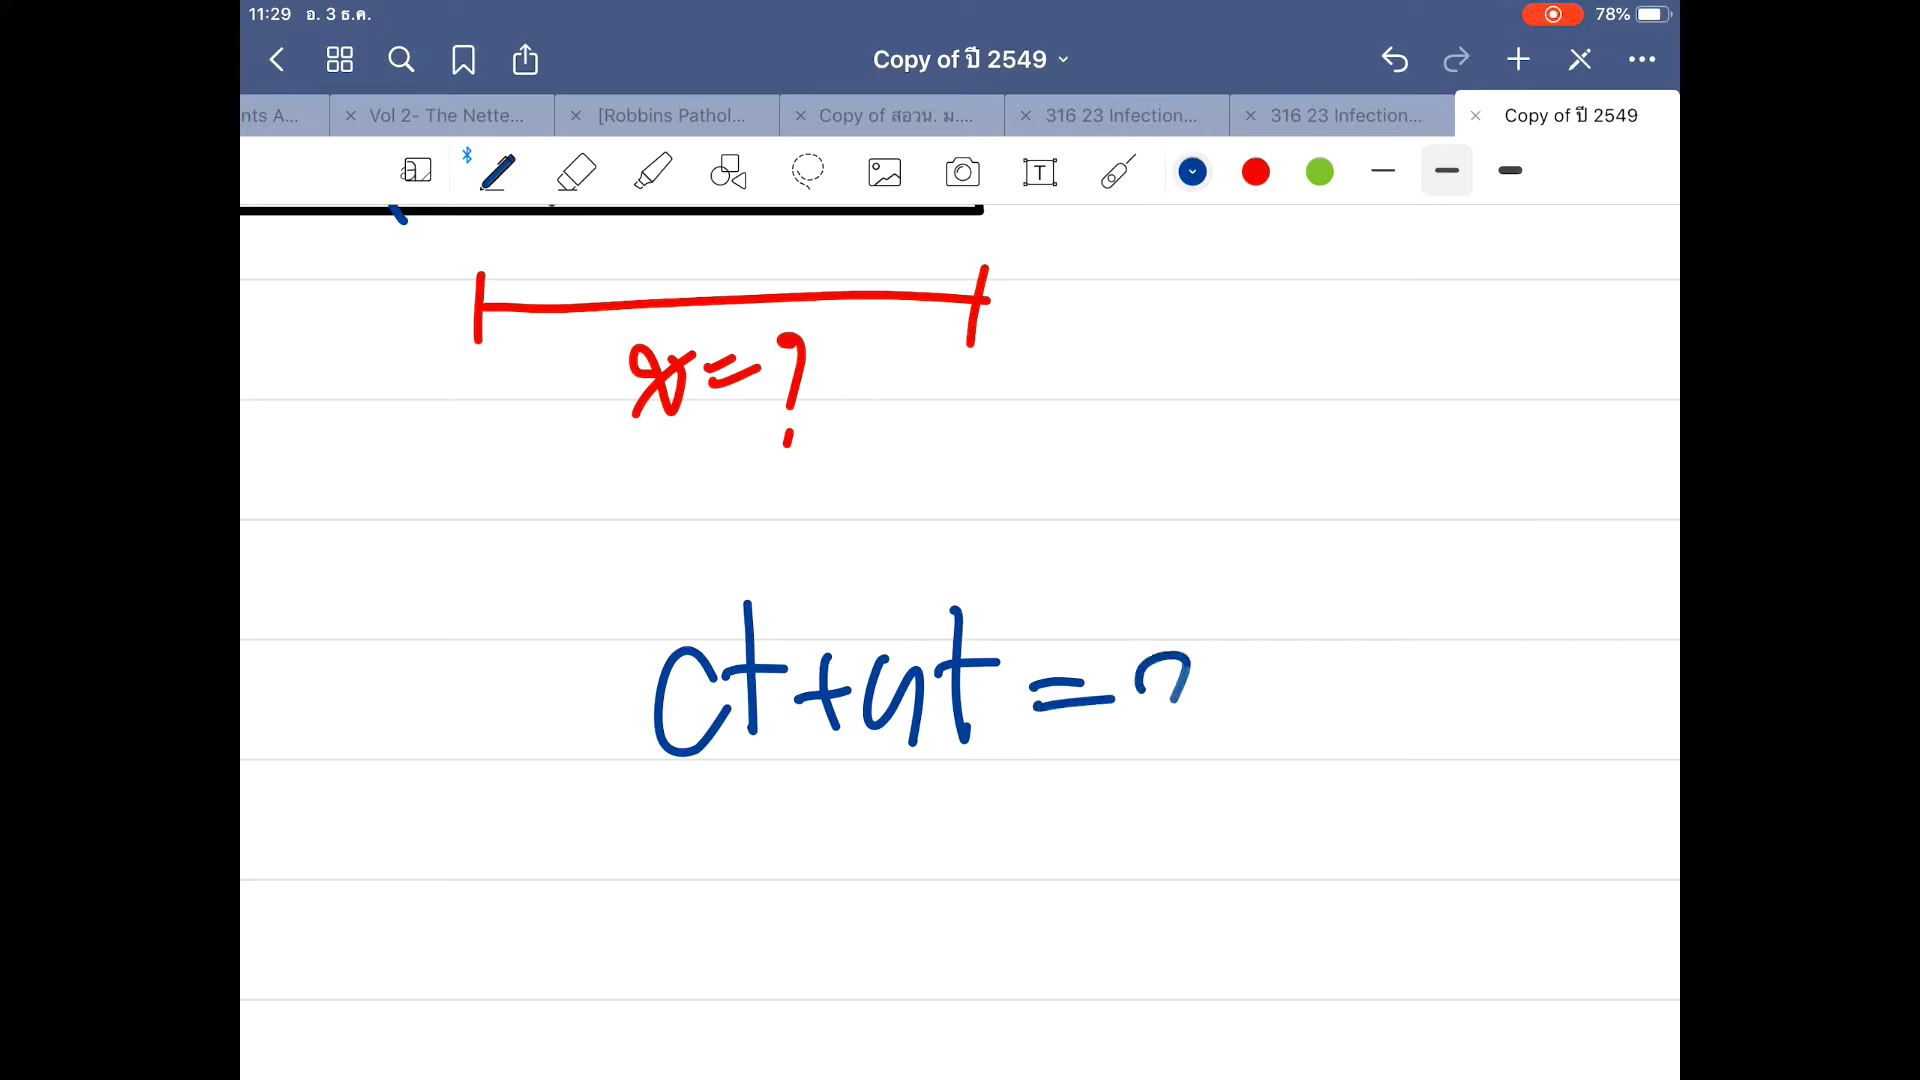 11:29 อ. 3 ธ.ค. 78%
Copy of ปี 2549
nts A... Vol 2- The Nette... [Robbins Pathol... Copy of สอวน. ม.... 316 23 Infection... 316 23 Infection... Copy of ปี 2549
x=?
ct+ut=2